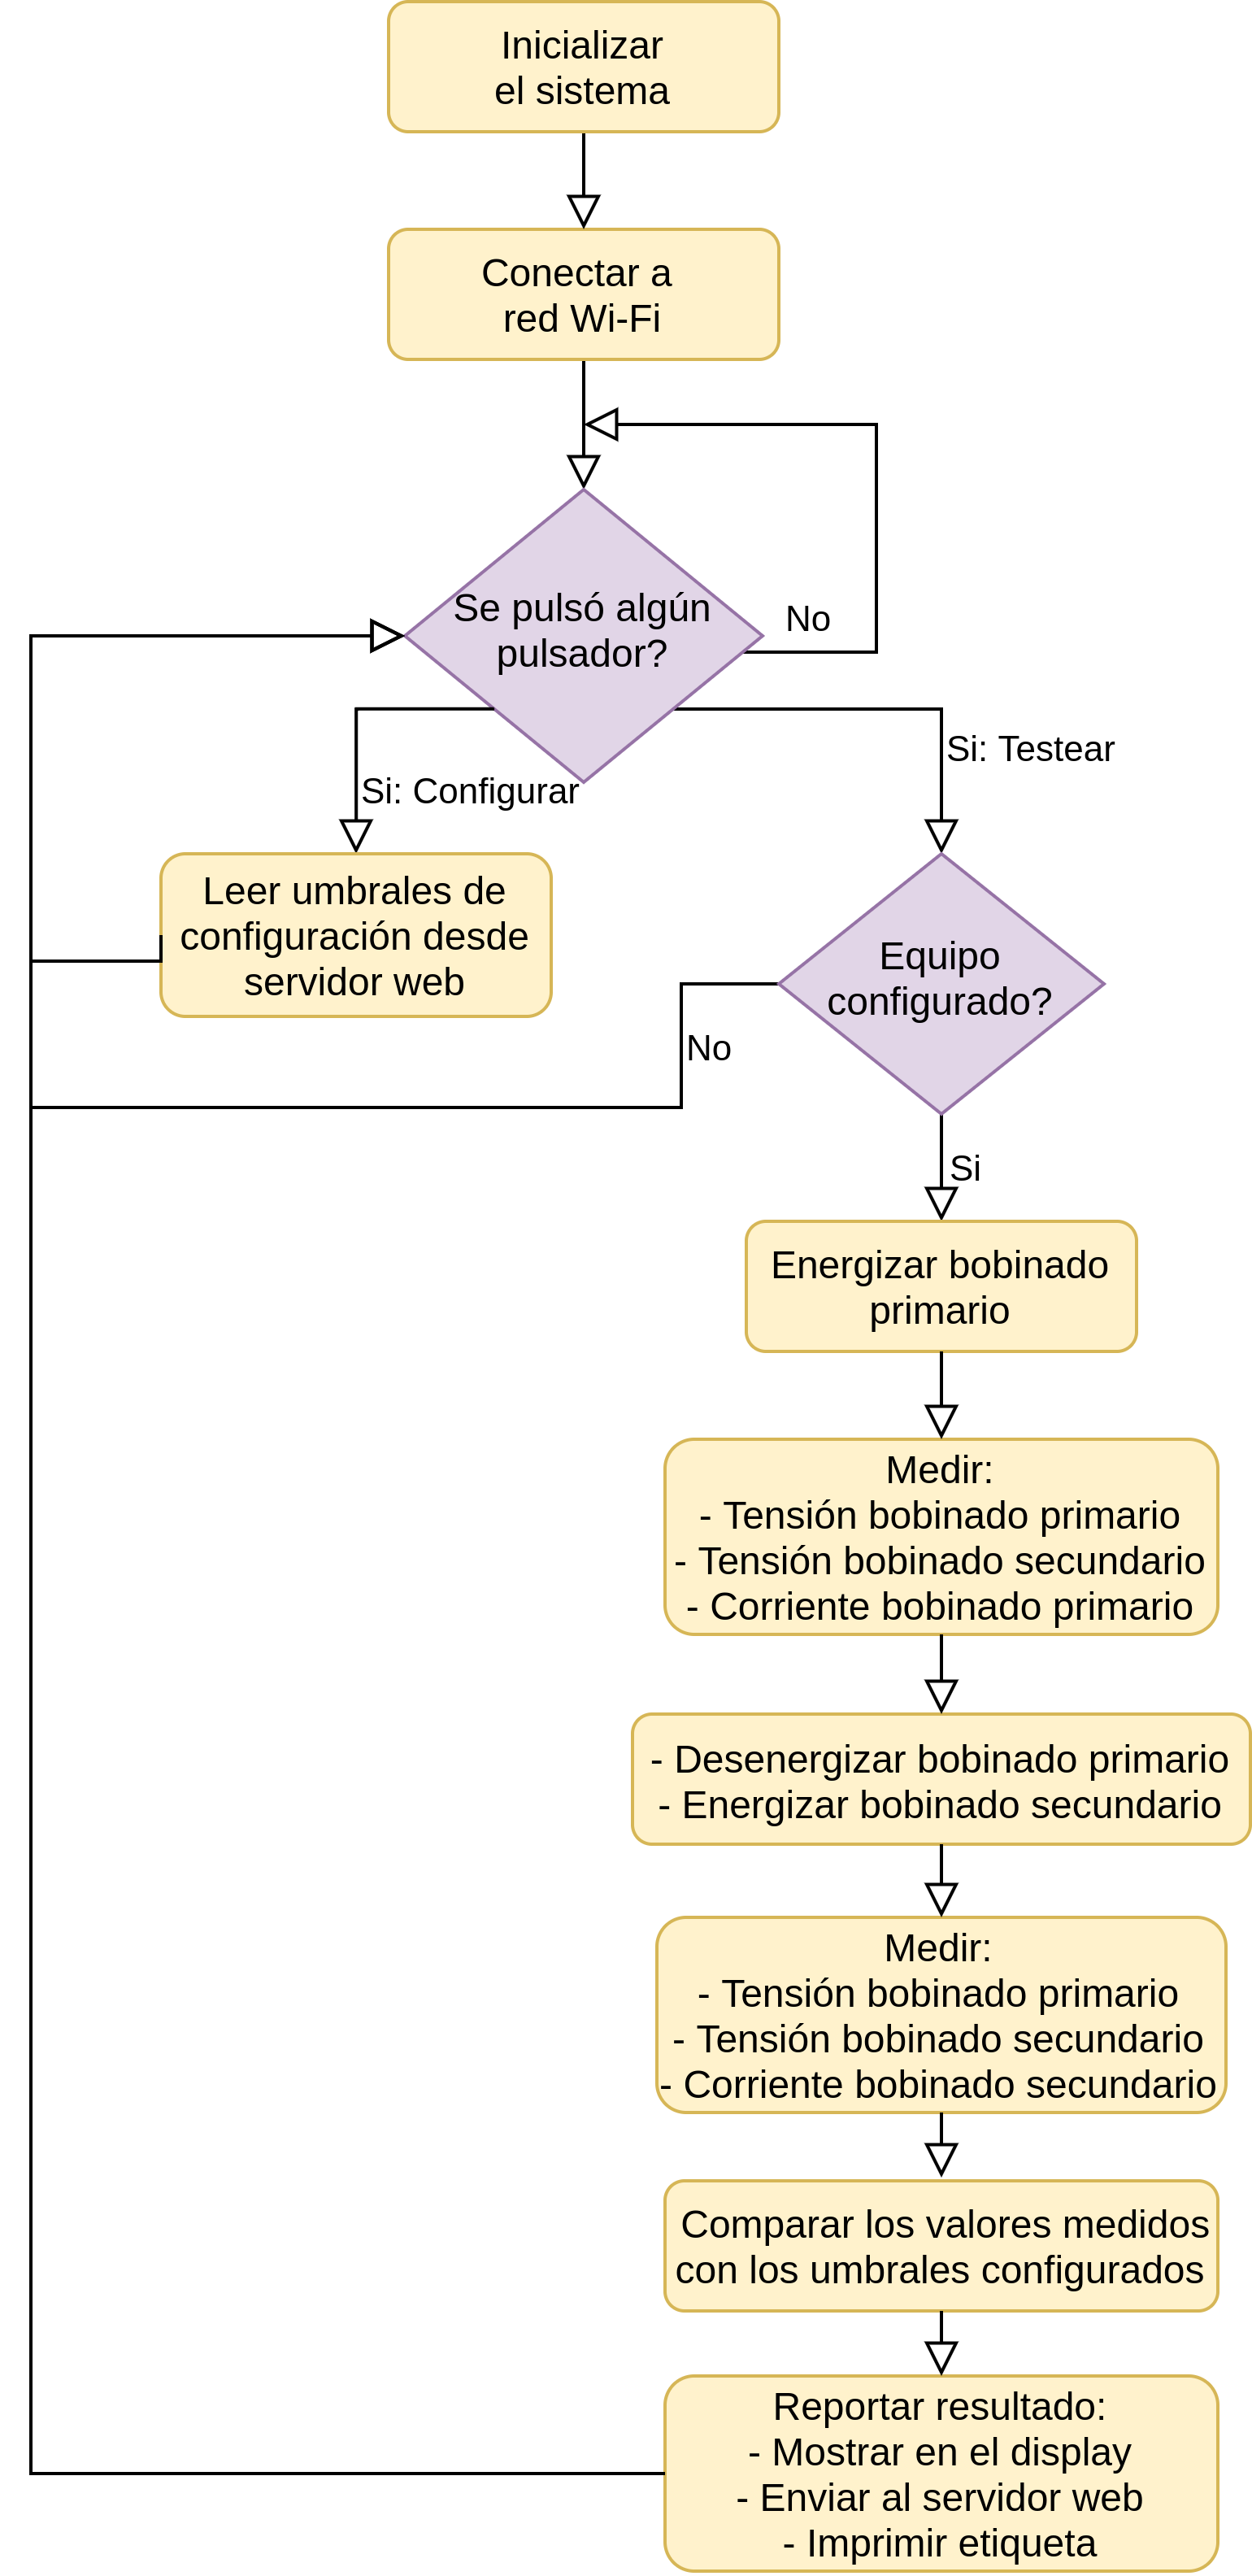 Inicializar
el sistema
Conectar a
red Wi-Fi
Se pulsó algún
pulsador?
No
Si: Testear
Si: Configurar
Leer umbrales de
configuración desde
servidor web
Equipo
configurado?
No
Si
Energizar bobinado
primario
Medir:
- Tensión bobinado primario
- Tensión bobinado secundario
- Corriente bobinado primario
- Desenergizar bobinado primario
- Energizar bobinado secundario
Medir:
- Tensión bobinado primario
- Tensión bobinado secundario
- Corriente bobinado secundario
Comparar los valores medidos
con los umbrales configurados
Reportar resultado:
- Mostrar en el display
- Enviar al servidor web
- Imprimir etiqueta